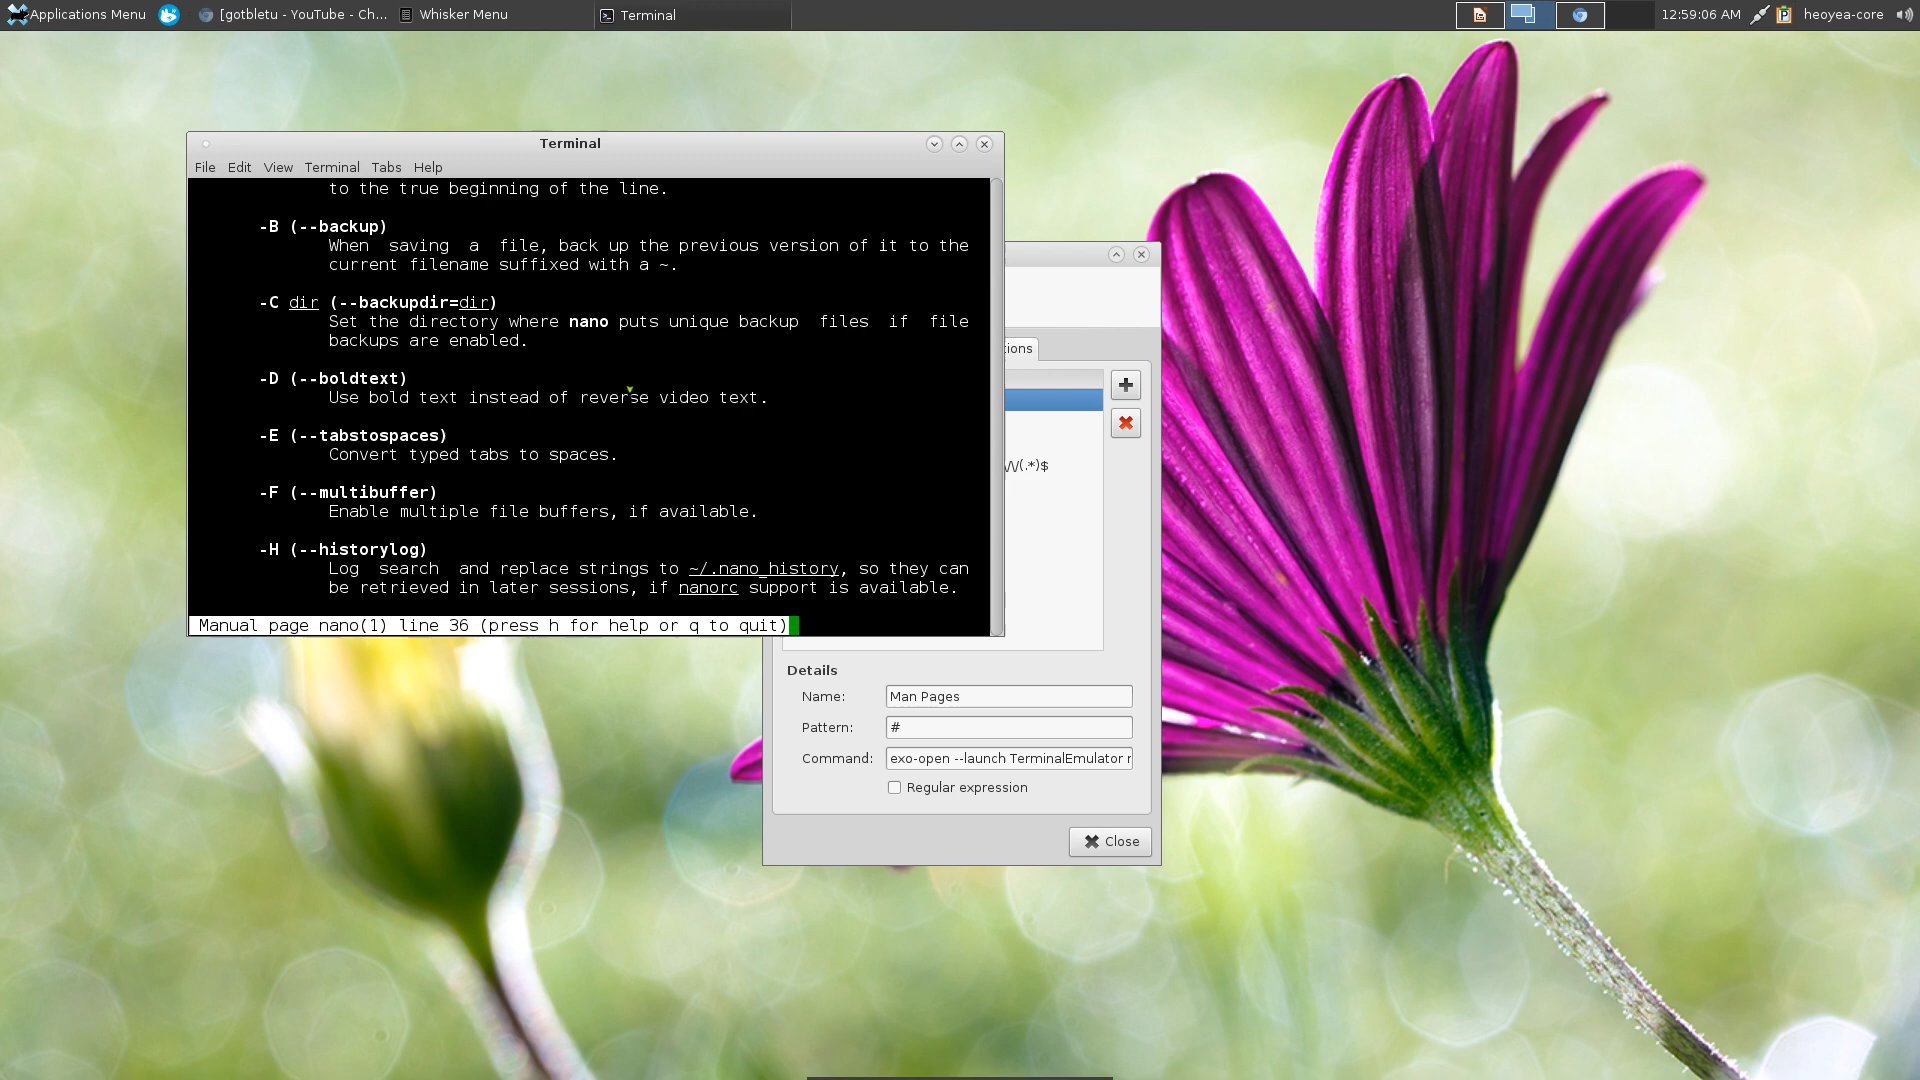 Applications Menu [gotbletu - YouTube - Ch... Whisker Menu Terminal 12:59:06 AM heoyea-core
Terminal
File Edit View Terminal Tabs Help
to the true beginning of the line.
-B (--backup)
When saving a file, back up the previous version of it to the
current filename suffixed with a ~.
-C dir (--backupdir=dir)
Set the directory where nano puts unique backup files if file
backups are enabled.
-D (--boldtext)
Use bold text instead of reverse video text.
-E (--tabstospaces)
Convert typed tabs to spaces.
-F (--multibuffer)
Enable multiple file buffers, if available.
-H (--historylog)
Log search and replace strings to ~/.nano_history, so they can
be retrieved in later sessions, if nanorc support is available.
Manual page nano(1) line 36 (press h for help or q to quit)
tions
\/\/(.*)$
Details
Name: Man Pages
Pattern: #
Command: exo-open --launch TerminalEmulator
Regular expression
Close